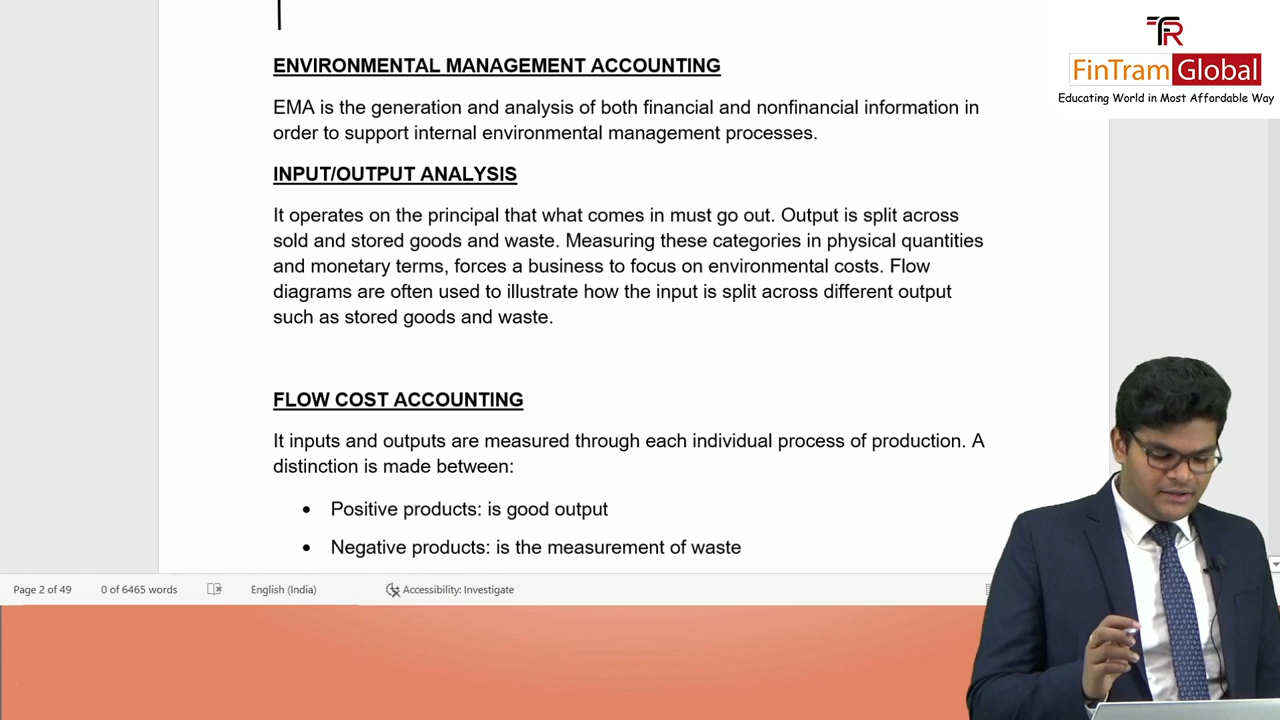 TR
FinTram Global
Educating World in Most Affordable Way
ENVIRONMENTAL MANAGEMENT ACCOUNTING
EMA is the generation and analysis of both financial and nonfinancial information in
order to support internal environmental management processes.
INPUT/OUTPUT ANALYSIS
It operates on the principal that what comes in must go out. Output is split across
sold and stored goods and waste. Measuring these categories in physical quantities
and monetary terms, forces a business to focus on environmental costs. Flow
diagrams are often used to illustrate how the input is split across different output
such as stored goods and waste.
FLOW COST ACCOUNTING
It inputs and outputs are measured through each individual process of production. A
distinction is made between:
• Positive products: is good output
• Negative products: is the measurement of waste
Page 2 of 49 0 of 6465 words English (India) Accessibility: Investigate